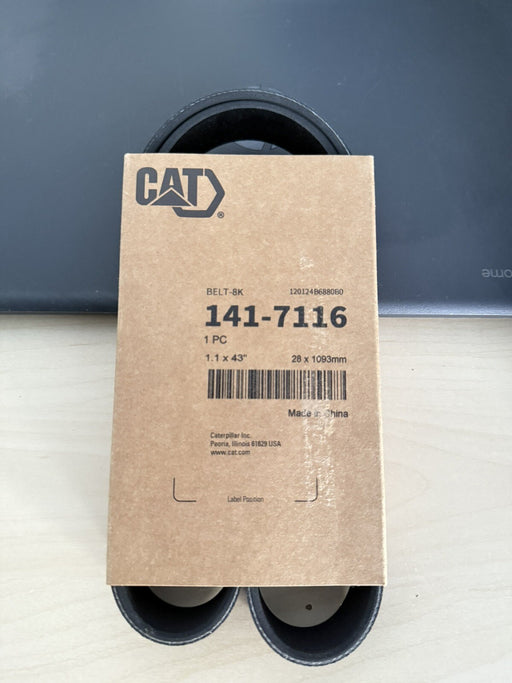 CAT®
BELT-8K 120124B6880B0
141-7116
1 PC
1.1 x 43" 28 x 1093mm
Made in China
Caterpillar Inc.
Peoria, Illinois 61629 USA
www.cat.com
Label Position